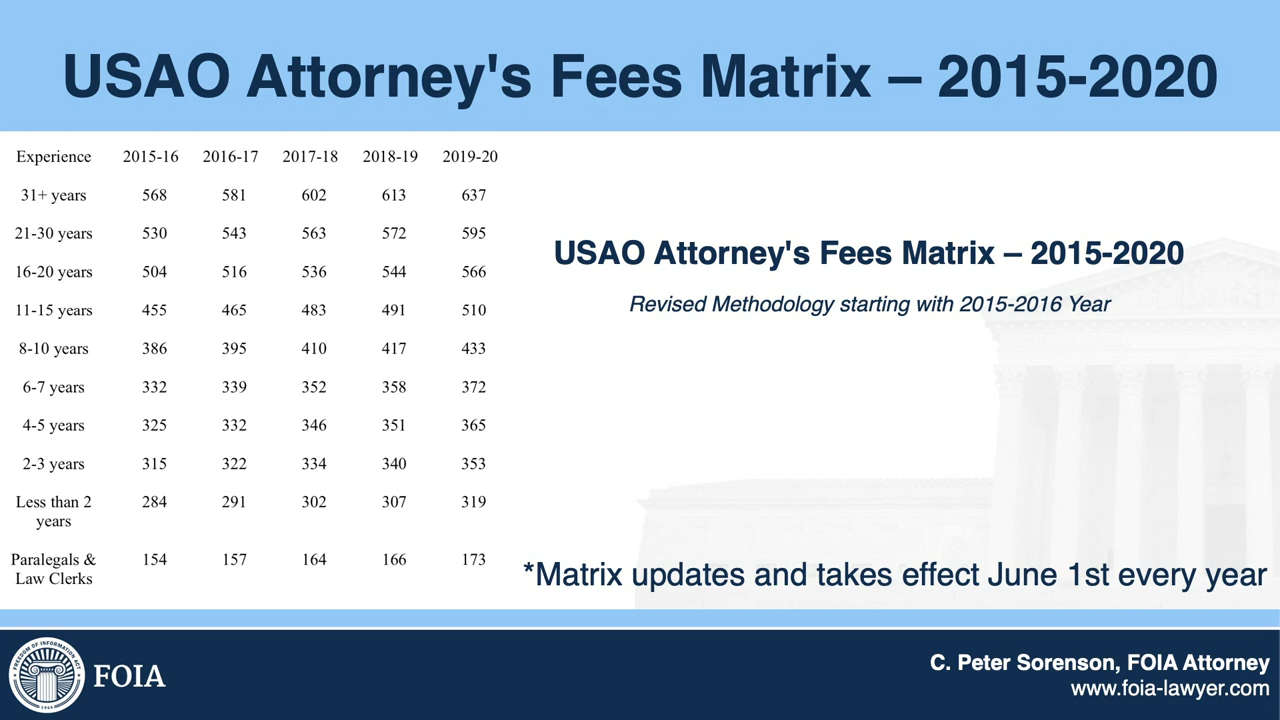 USAO Attorney's Fees Matrix – 2015-2020
Experience 2015-16 2016-17 2017-18 2018-19 2019-20
31+ years 568 581 602 613 637
21-30 years 530 543 563 572 595
16-20 years 504 516 536 544 566
11-15 years 455 465 483 491 510
8-10 years 386 395 410 417 433
6-7 years 332 339 352 358 372
4-5 years 325 332 346 351 365
2-3 years 315 322 334 340 353
Less than 2 284 291 302 307 319
years
Paralegals & 154 157 164 166 173
Law Clerks
USAO Attorney's Fees Matrix – 2015-2020
Revised Methodology starting with 2015-2016 Year
*Matrix updates and takes effect June 1st every year
FREEDOM OF INFORMATION ACT
1966
FOIA
C. Peter Sorenson, FOIA Attorney
www.foia-lawyer.com